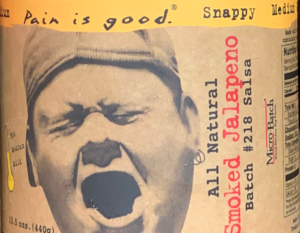 Pain is good.®
Snappy Medium
All Natural
Smoked Jalapeno
Batch #218 Salsa
Micro Batch
15.5 ozs. (440g)